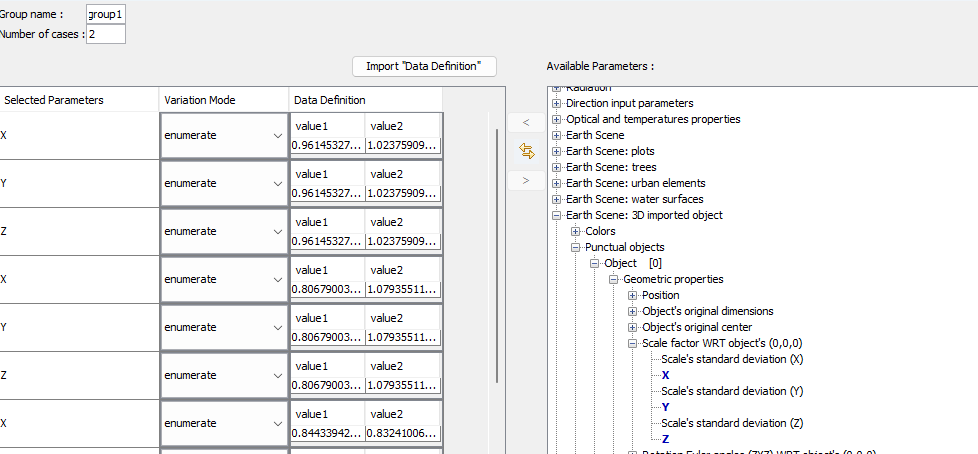 Group name : group1
Number of cases : 2
Import "Data Definition"
Available Parameters :
Selected Parameters Variation Mode Data Definition
X enumerate value1 value2
0.96145327... 1.02375909...
Y enumerate value1 value2
0.96145327... 1.02375909...
Z enumerate value1 value2
0.96145327... 1.02375909...
X enumerate value1 value2
0.80679003... 1.07935511...
Y enumerate value1 value2
0.80679003... 1.07935511...
Z enumerate value1 value2
0.80679003... 1.07935511...
X enumerate value1 value2
0.84433942... 0.83241006...
<
>
Radiation
Direction input parameters
Optical and temperatures properties
Earth Scene
Earth Scene: plots
Earth Scene: trees
Earth Scene: urban elements
Earth Scene: water surfaces
Earth Scene: 3D imported object
Colors
Punctual objects
Object [0]
Geometric properties
Position
Object's original dimensions
Object's original center
Scale factor WRT object's (0,0,0)
Scale's standard deviation (X)
X
Scale's standard deviation (Y)
Y
Scale's standard deviation (Z)
Z
Rotation Euler angles (ZYZ) WRT object's (0,0,0)